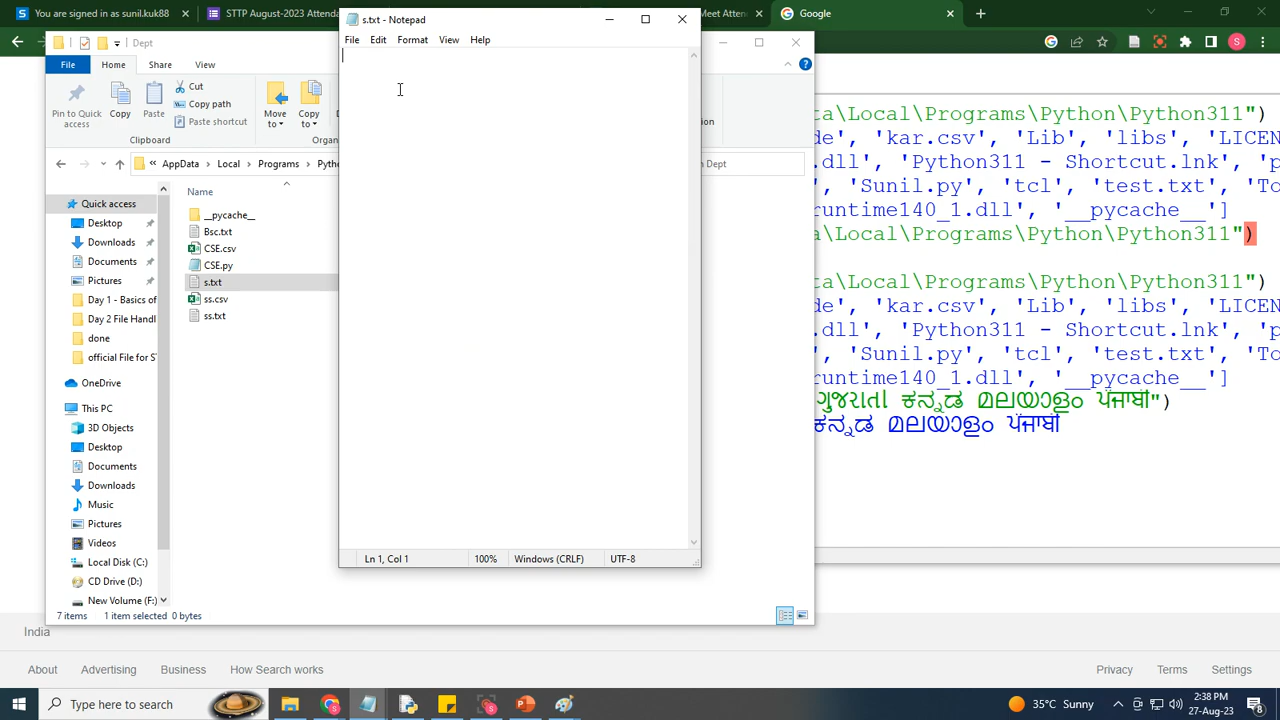 You are signed in as sunilkuk88
STTP August-2023 Attend
s.txt - Notepad
Meet Atten
Google
File Edit Format View Help
Dept
File Home Share View
Pin to Quick access
Copy
Paste
Cut
Copy path
Paste shortcut
Move to
Copy to
Clipboard
Organ
AppData › Local › Programs › Pytho
Dept
Name
Quick access
Desktop
Downloads
Documents
Pictures
Day 1 - Basics of
Day 2 File Handl
done
official File for S
OneDrive
This PC
3D Objects
Desktop
Documents
Downloads
Music
Pictures
Videos
Local Disk (C:)
CD Drive (D:)
New Volume (F:)
__pycache__
Bsc.txt
CSE.csv
CSE.py
s.txt
ss.csv
ss.txt
ta\Local\Programs\Python\Python311")
de', 'kar.csv', 'Lib', 'libs', 'LICEN
.dll', 'Python311 - Shortcut.lnk', 'p
, 'Sunil.py', 'tcl', 'test.txt', 'To
runtime140_1.dll', '__pycache__']
a\Local\Programs\Python\Python311")
ta\Local\Programs\Python\Python311")
de', 'kar.csv', 'Lib', 'libs', 'LICEN
.dll', 'Python311 - Shortcut.lnk', 'p
, 'Sunil.py', 'tcl', 'test.txt', 'To
runtime140_1.dll', '__pycache__']
ગુજરાતી ಕನ್ನಡ മലയാളം ਪੰਜਾਬੀ")
ಕನ್ನಡ മലയാളം ਪੰਜਾਬੀ
Ln 1, Col 1 100% Windows (CRLF) UTF-8
7 items 1 item selected 0 bytes
India
About Advertising Business How Search works Privacy Terms Settings
Type here to search
35°C Sunny
2:38 PM
27-Aug-23
8